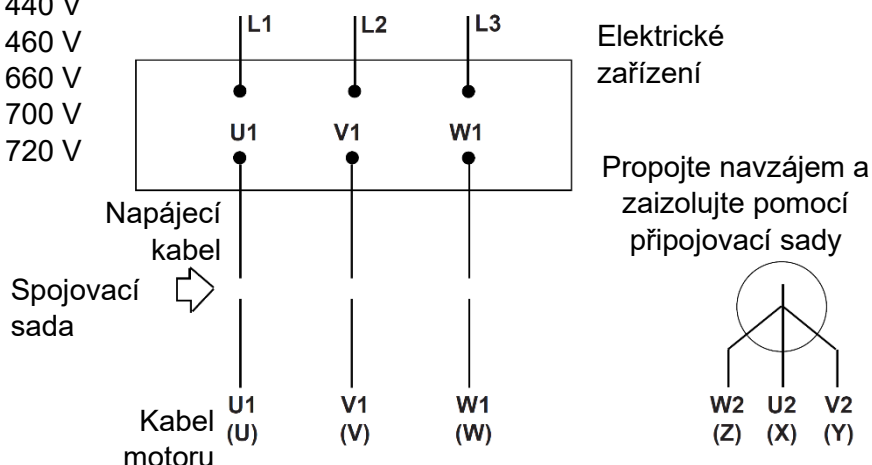 440 V
460 V
660 V
700 V
720 V
L1 L2 L3
Elektrické
zařízení
U1 V1 W1
Propojte navzájem a
zaizolujte pomocí
připojovací sady
Napájecí
kabel
Spojovací
sada
Kabel
motoru
U1 V1 W1
(U) (V) (W)
W2 U2 V2
(Z) (X) (Y)